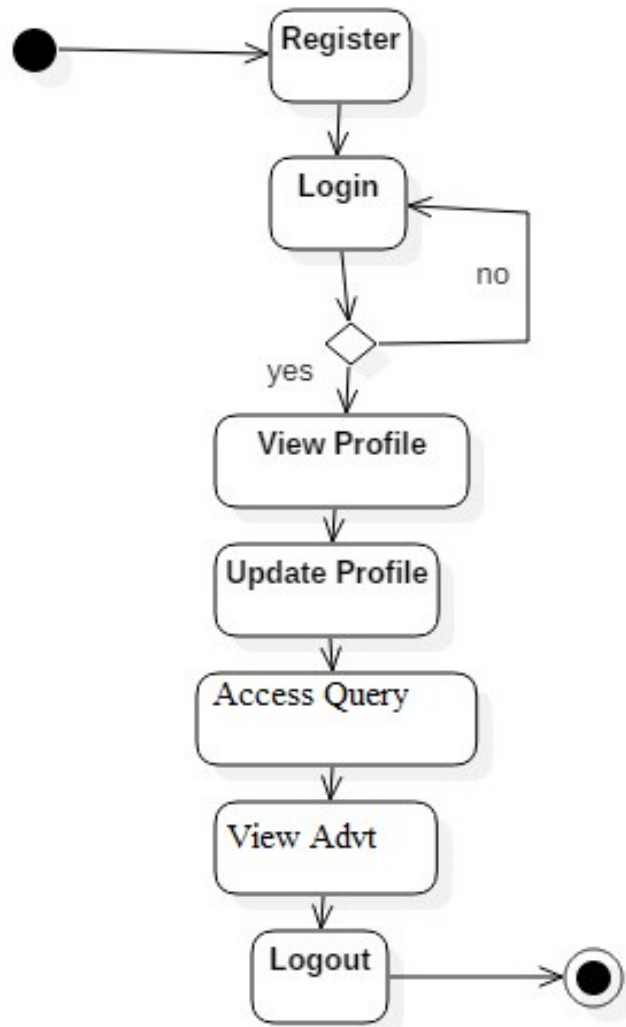 Register
Login
no
yes
View Profile
Update Profile
Access Query
View Advt
Logout